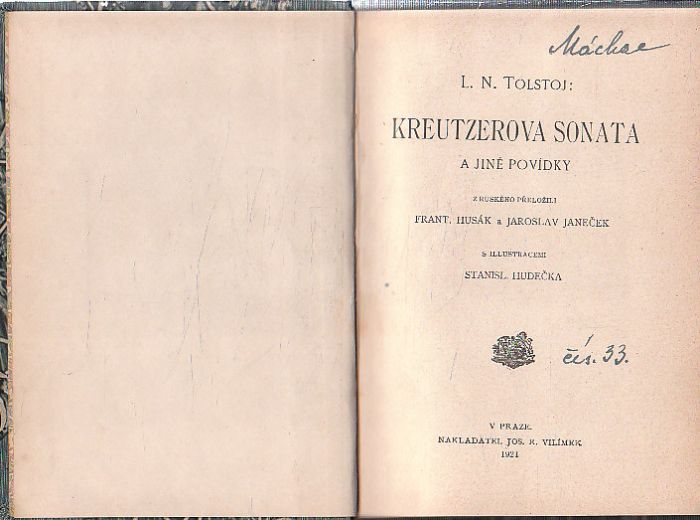 Máchae
L. N. TOLSTOJ:
KREUTZEROVA SONATA
A JINÉ POVÍDKY
Z RUSKÉHO PŘELOŽILI
FRANT. HUSÁK a JAROSLAV JANEČEK
S ILLUSTRACEMI
STANISL. HUDEČKA
čís. 33.
V PRAZE.
NAKLADATEL JOS. R. VILÍMEK
1921